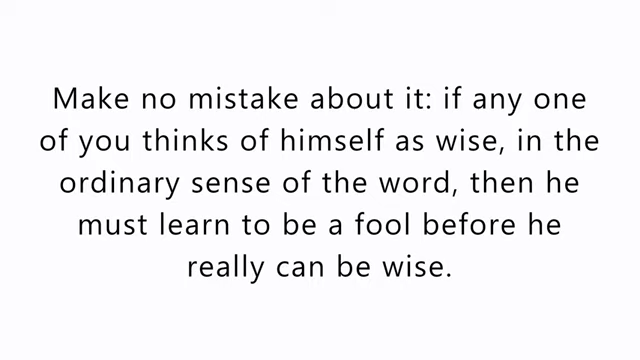 Make no mistake about it: if any one
of you thinks of himself as wise, in the
ordinary sense of the word, then he
must learn to be a fool before he
really can be wise.